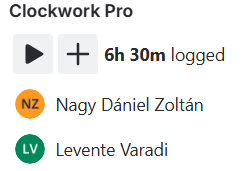 Clockwork Pro
6h 30m logged
NZ Nagy Dániel Zoltán
LV Levente Varadi